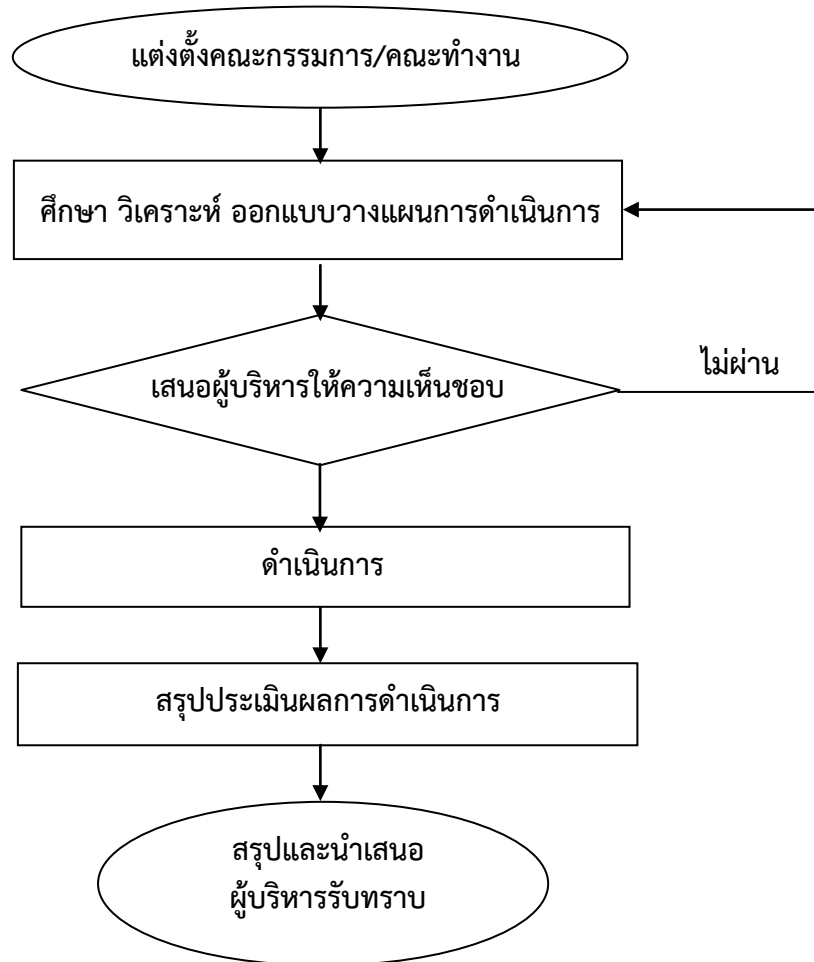 แต่งตั้งคณะกรรมการ/คณะทำงาน
ศึกษา วิเคราะห์ ออกแบบวางแผนการดำเนินการ
เสนอผู้บริหารให้ความเห็นชอบ
ไม่ผ่าน
ดำเนินการ
สรุปประเมินผลการดำเนินการ
สรุปและนำเสนอ
ผู้บริหารรับทราบ